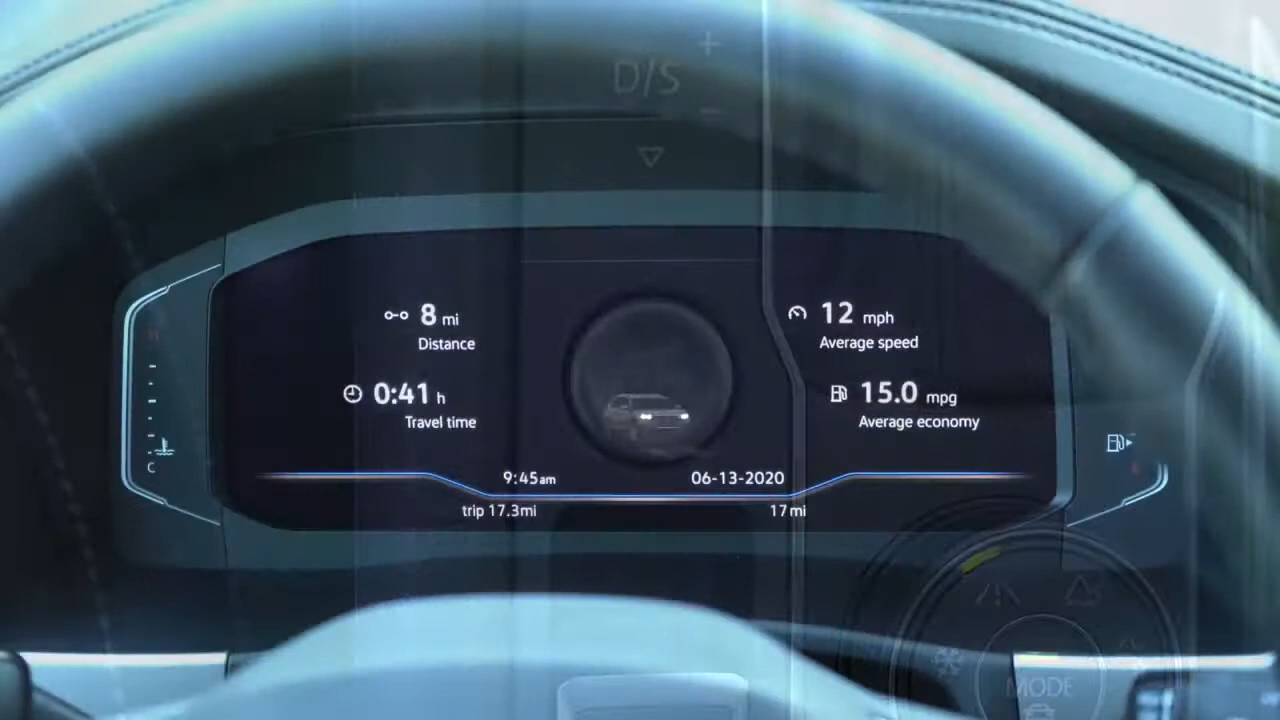 +
D/S
8 mi
Distance
0:41 h
Travel time
12 mph
Average speed
15.0 mpg
Average economy
9:45am
06-13-2020
trip 17.3mi
17 mi
C
MODE